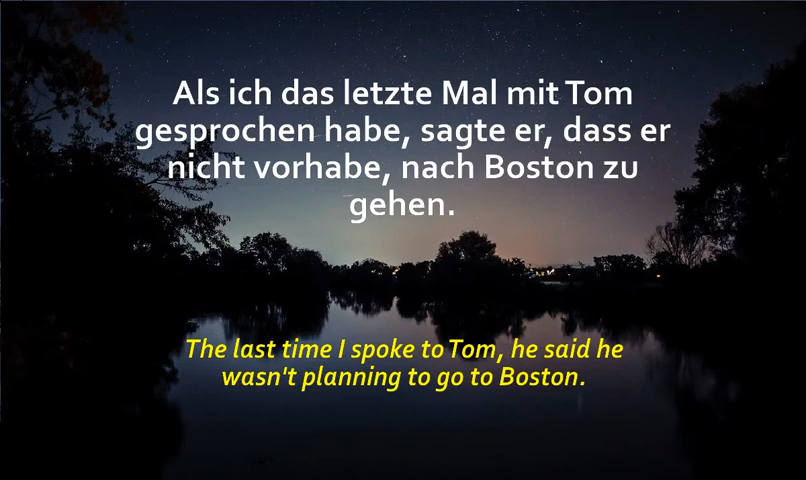 Als ich das letzte Mal mit Tom
gesprochen habe, sagte er, dass er
nicht vorhabe, nach Boston zu
gehen.
The last time I spoke to Tom, he said he
wasn't planning to go to Boston.